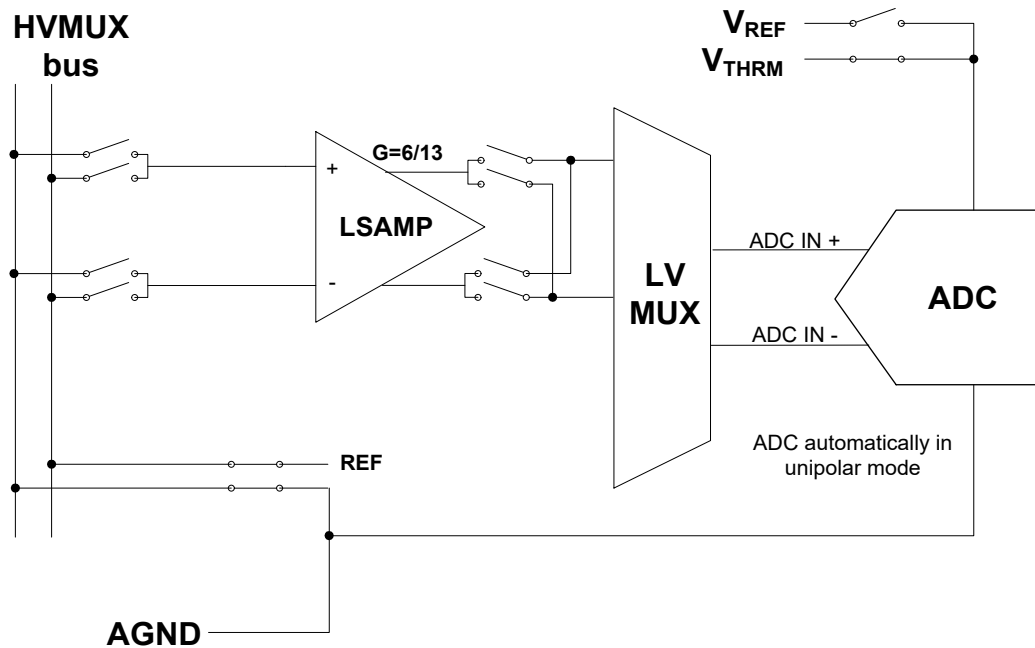 HVMUX
bus
VREF
VTHRM
G=6/13
+
LSAMP
-
LV
MUX
ADC IN +
ADC IN -
ADC
ADC automatically in
unipolar mode
REF
AGND